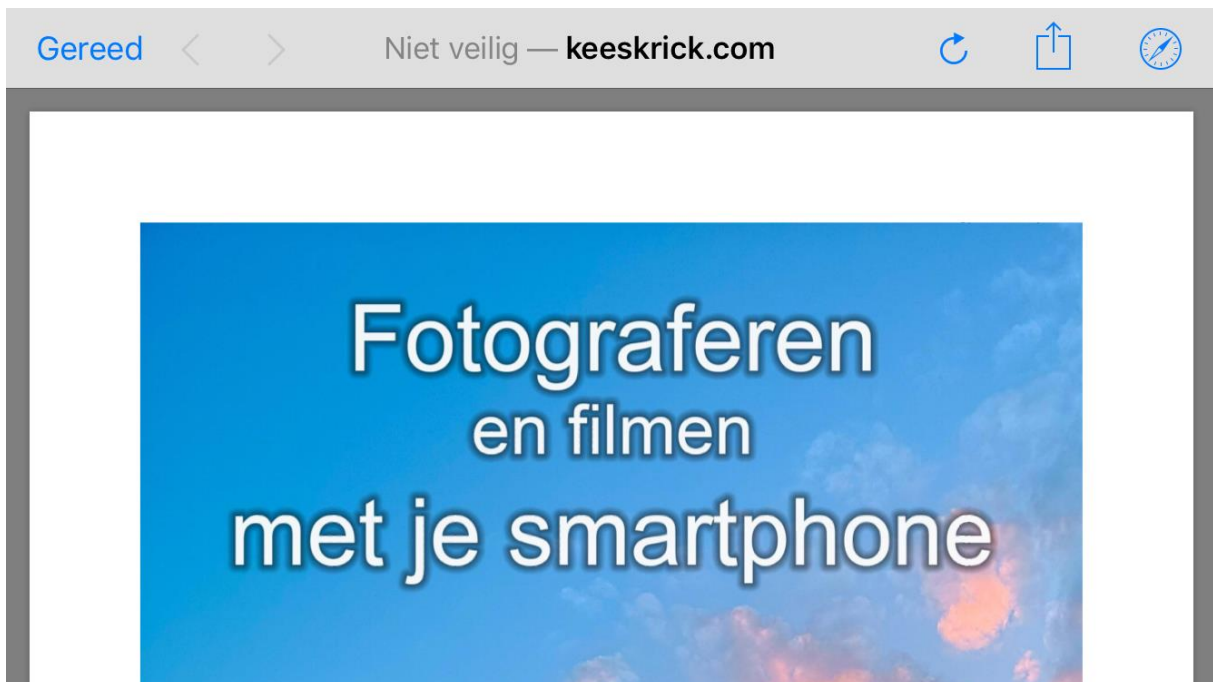 Gereed Niet veilig — keeskrick.com
Fotograferen
en filmen
met je smartphone